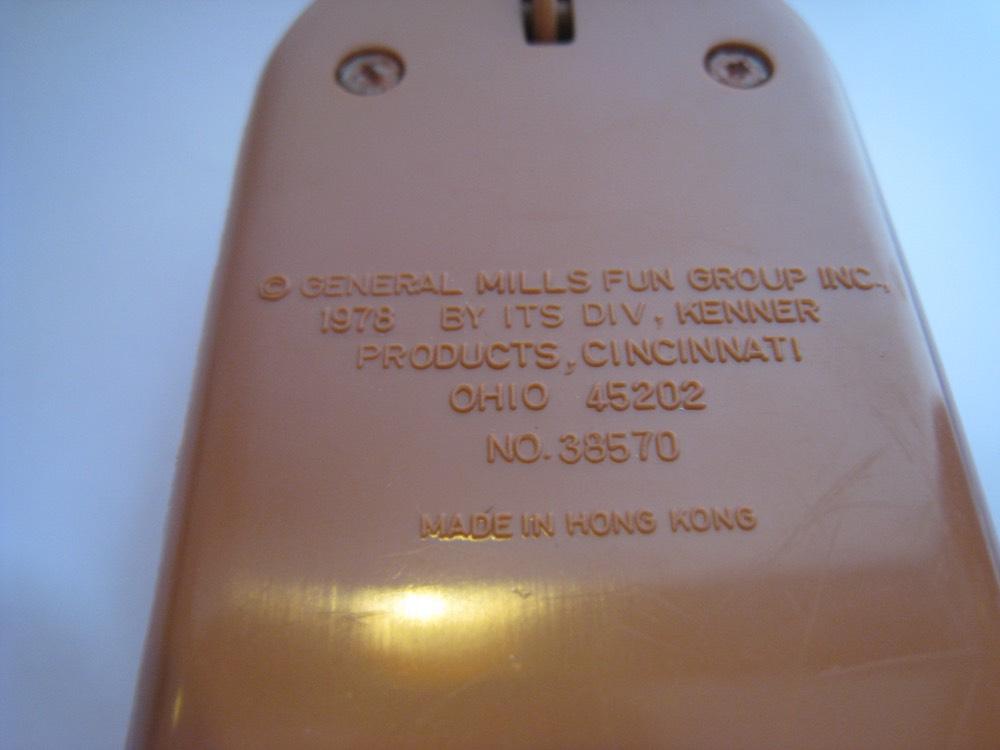 © GENERAL MILLS FUN GROUP INC.,
1978 BY ITS DIV, KENNER
PRODUCTS, CINCINNATI
OHIO 45202
NO. 38570
MADE IN HONG KONG